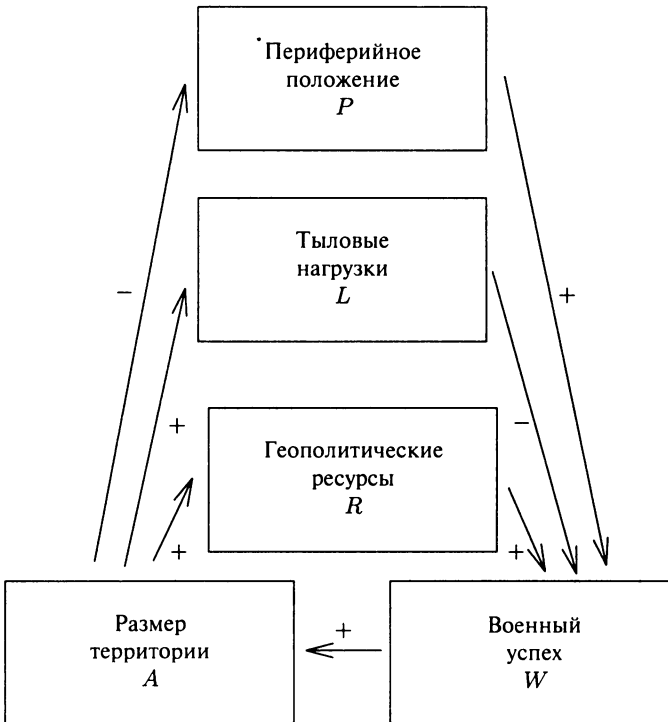 Периферийное
положение
P
Тыловые
нагрузки
L
−
+
+
−
Геополитические
ресурсы
R
+
+
Размер
территории
A
+
Военный
успех
W